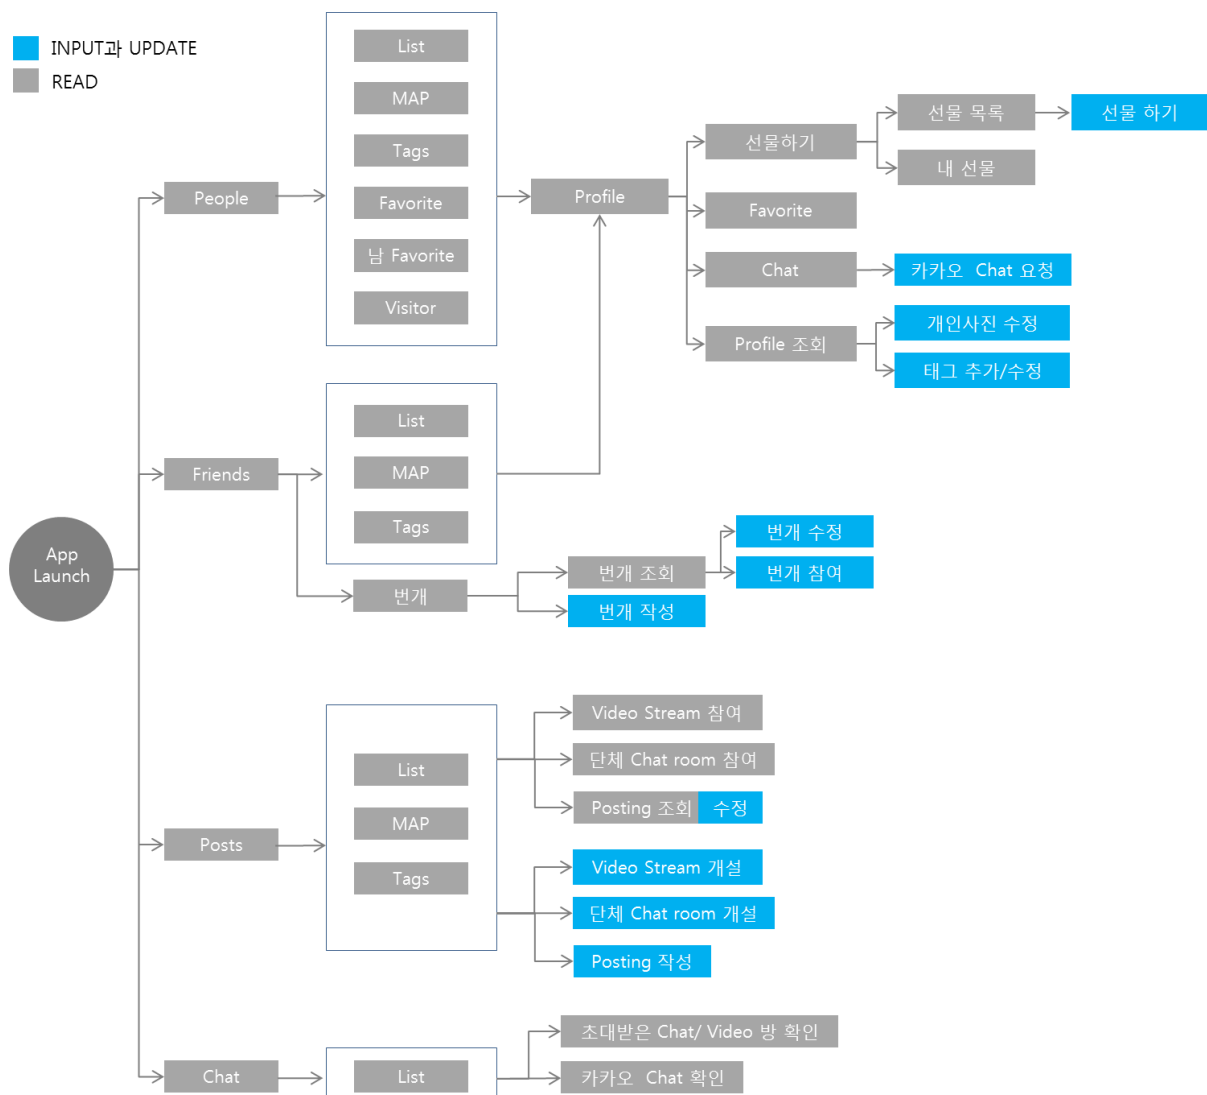 INPUT과 UPDATE
READ
App
Launch
People
List
MAP
Tags
Favorite
남 Favorite
Visitor
Profile
선물하기
선물 목록
선물 하기
내 선물
Favorite
Chat
카카오 Chat 요청
Profile 조회
개인사진 수정
태그 추가/수정
Friends
List
MAP
Tags
번개
번개 조회
번개 수정
번개 참여
번개 작성
Posts
List
MAP
Tags
Video Stream 참여
단체 Chat room 참여
Posting 조회 수정
Video Stream 개설
단체 Chat room 개설
Posting 작성
Chat
List
초대받은 Chat/ Video 방 확인
카카오 Chat 확인